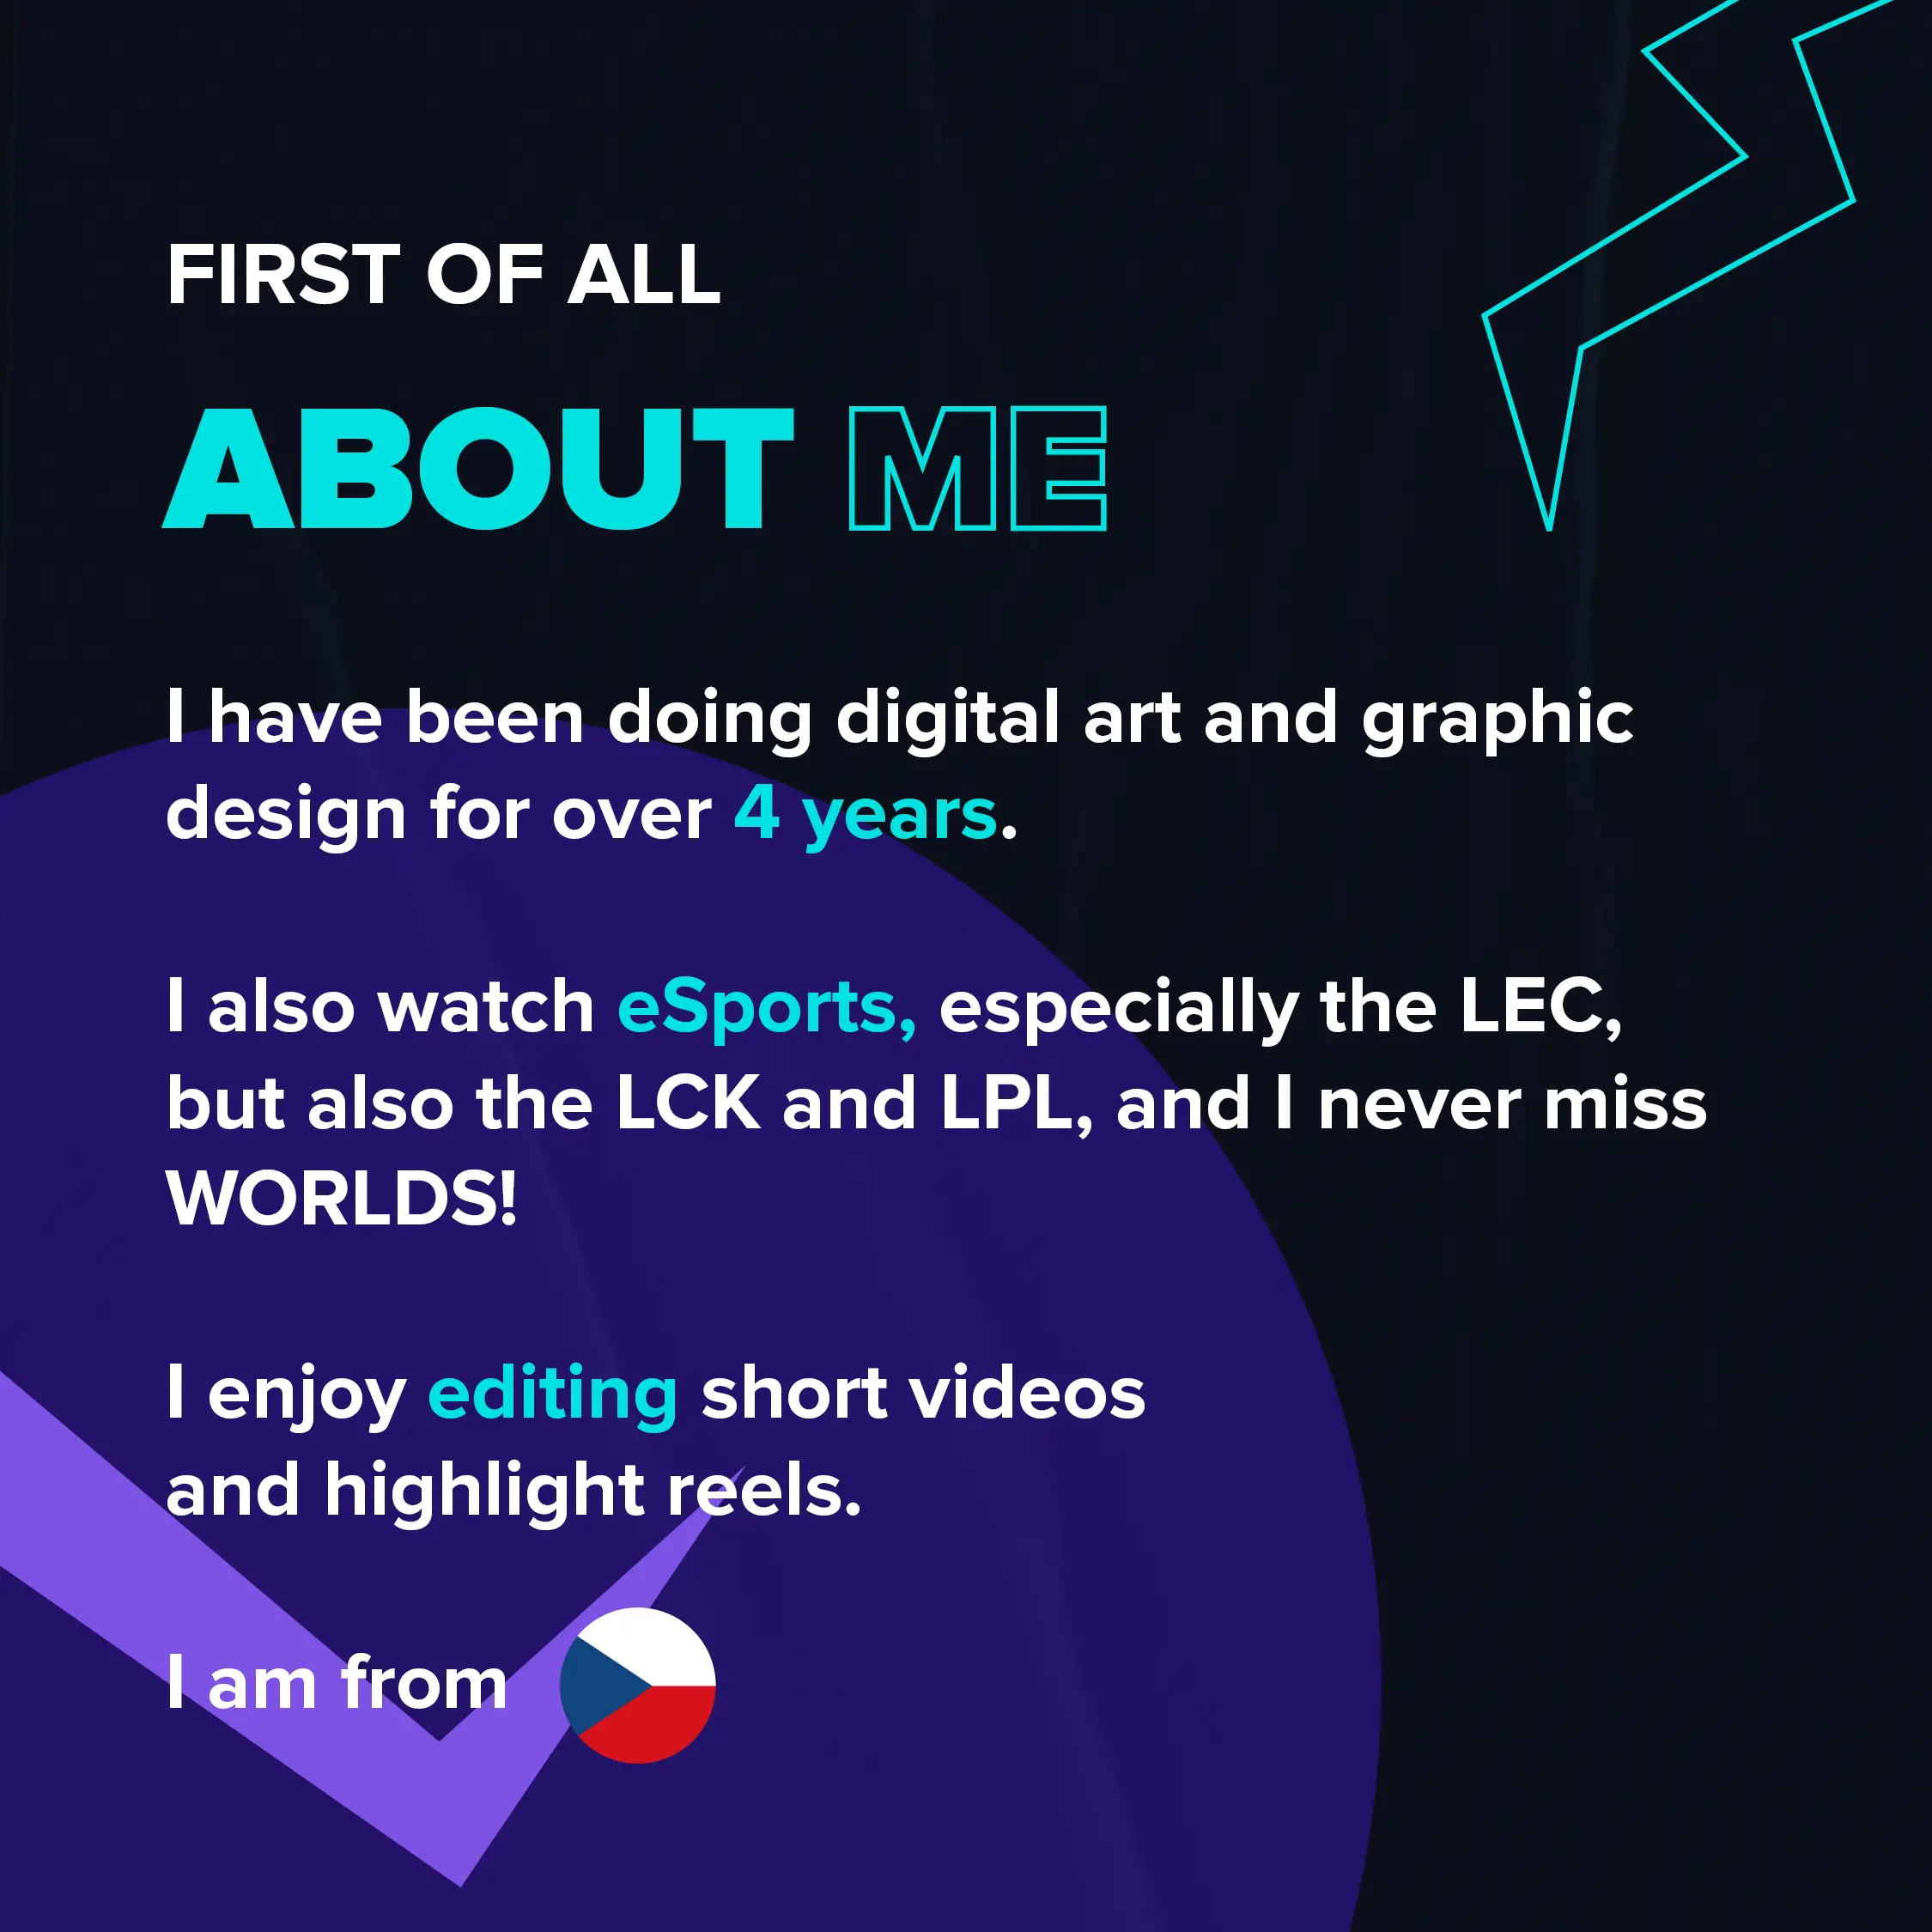 FIRST OF ALL
ABOUT ME
I have been doing digital art and graphic
design for over 4 years.
I also watch eSports, especially the LEC,
but also the LCK and LPL, and I never miss
WORLDS!
I enjoy editing short videos
and highlight reels.
I am from